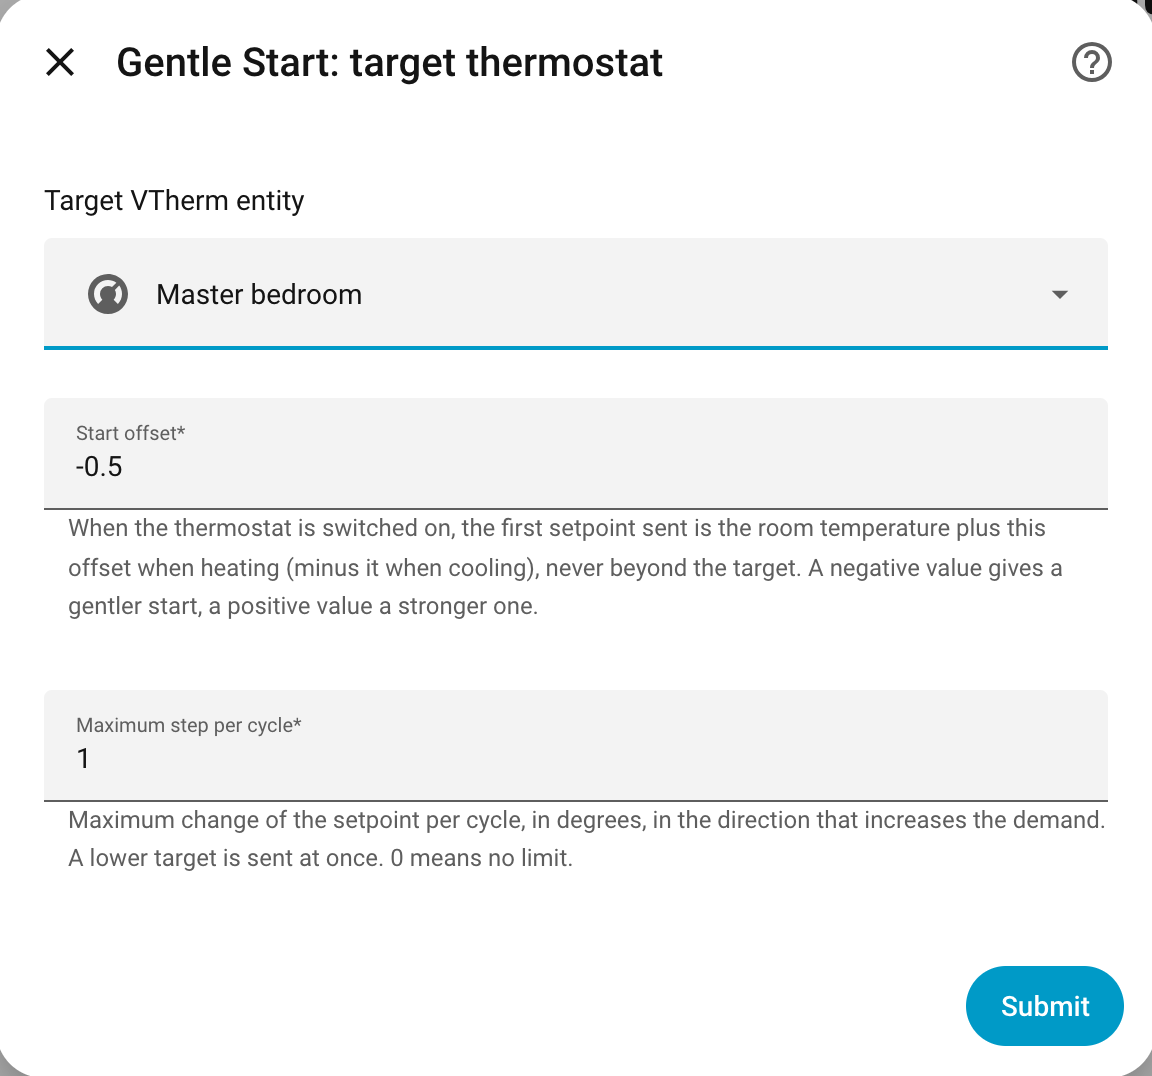 Gentle Start: target thermostat
Target VTherm entity
Master bedroom
Start offset*
-0.5
When the thermostat is switched on, the first setpoint sent is the room temperature plus this
offset when heating (minus it when cooling), never beyond the target. A negative value gives a
gentler start, a positive value a stronger one.
Maximum step per cycle*
1
Maximum change of the setpoint per cycle, in degrees, in the direction that increases the demand.
A lower target is sent at once. 0 means no limit.
Submit